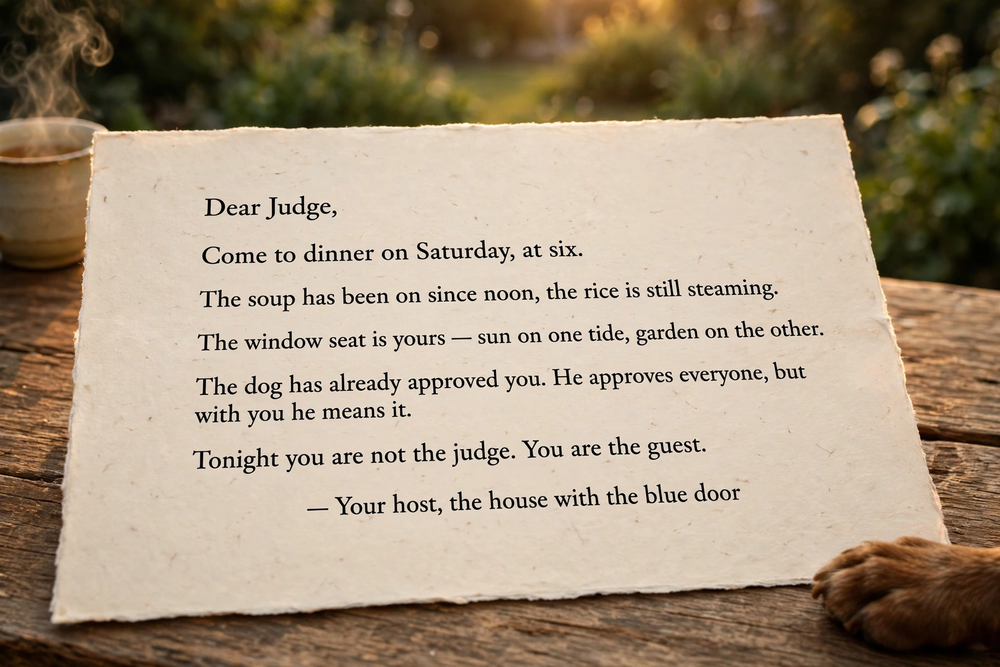 Dear Judge,
Come to dinner on Saturday, at six.
The soup has been on since noon, the rice is still steaming.
The window seat is yours — sun on one tide, garden on the other.
The dog has already approved you. He approves everyone, but
with you he means it.
Tonight you are not the judge. You are the guest.
— Your host, the house with the blue door